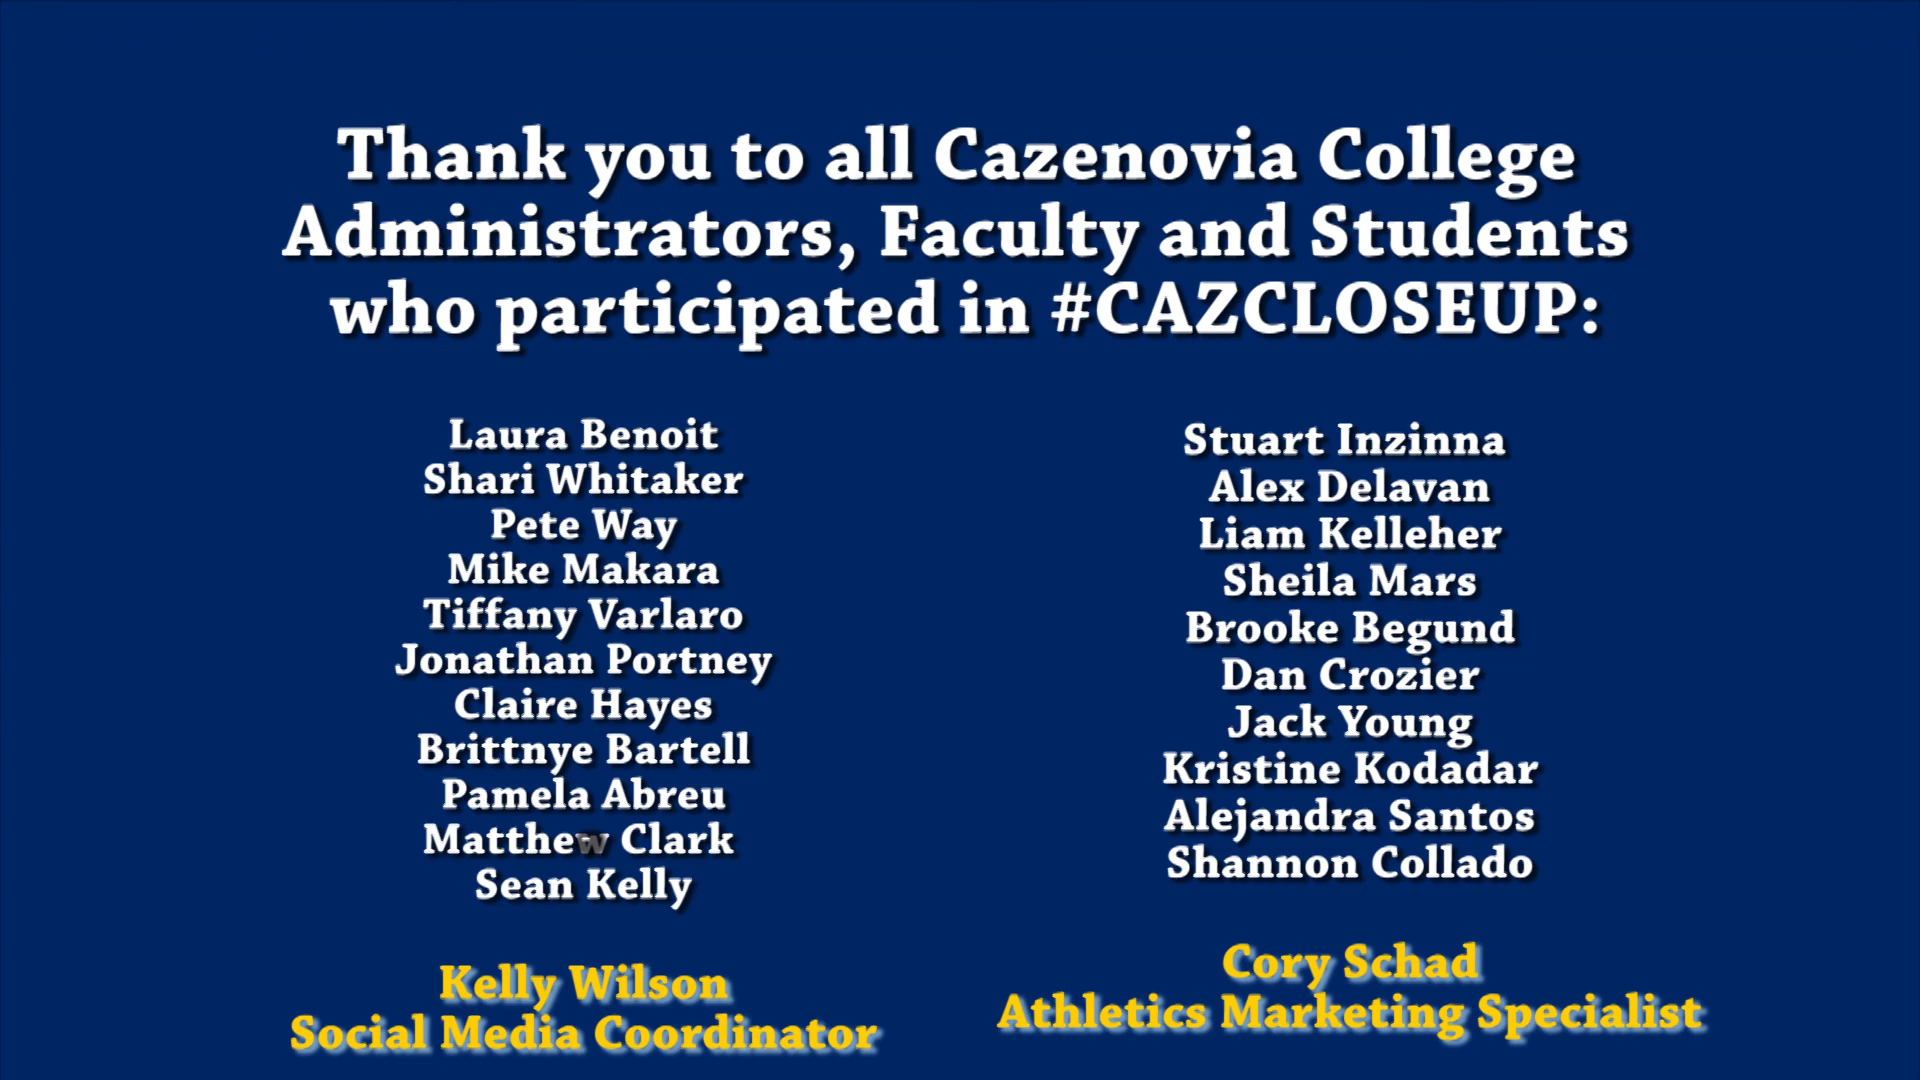 Thank you to all Cazenovia College
Administrators, Faculty and Students
who participated in #CAZCLOSEUP:
Laura Benoit
Shari Whitaker
Pete Way
Mike Makara
Tiffany Varlaro
Jonathan Portney
Claire Hayes
Brittnye Bartell
Pamela Abreu
Matthew Clark
Sean Kelly
Kelly Wilson
Social Media Coordinator
Stuart Inzinna
Alex Delavan
Liam Kelleher
Sheila Mars
Brooke Begund
Dan Crozier
Jack Young
Kristine Kodadar
Alejandra Santos
Shannon Collado
Cory Schad
Athletics Marketing Specialist